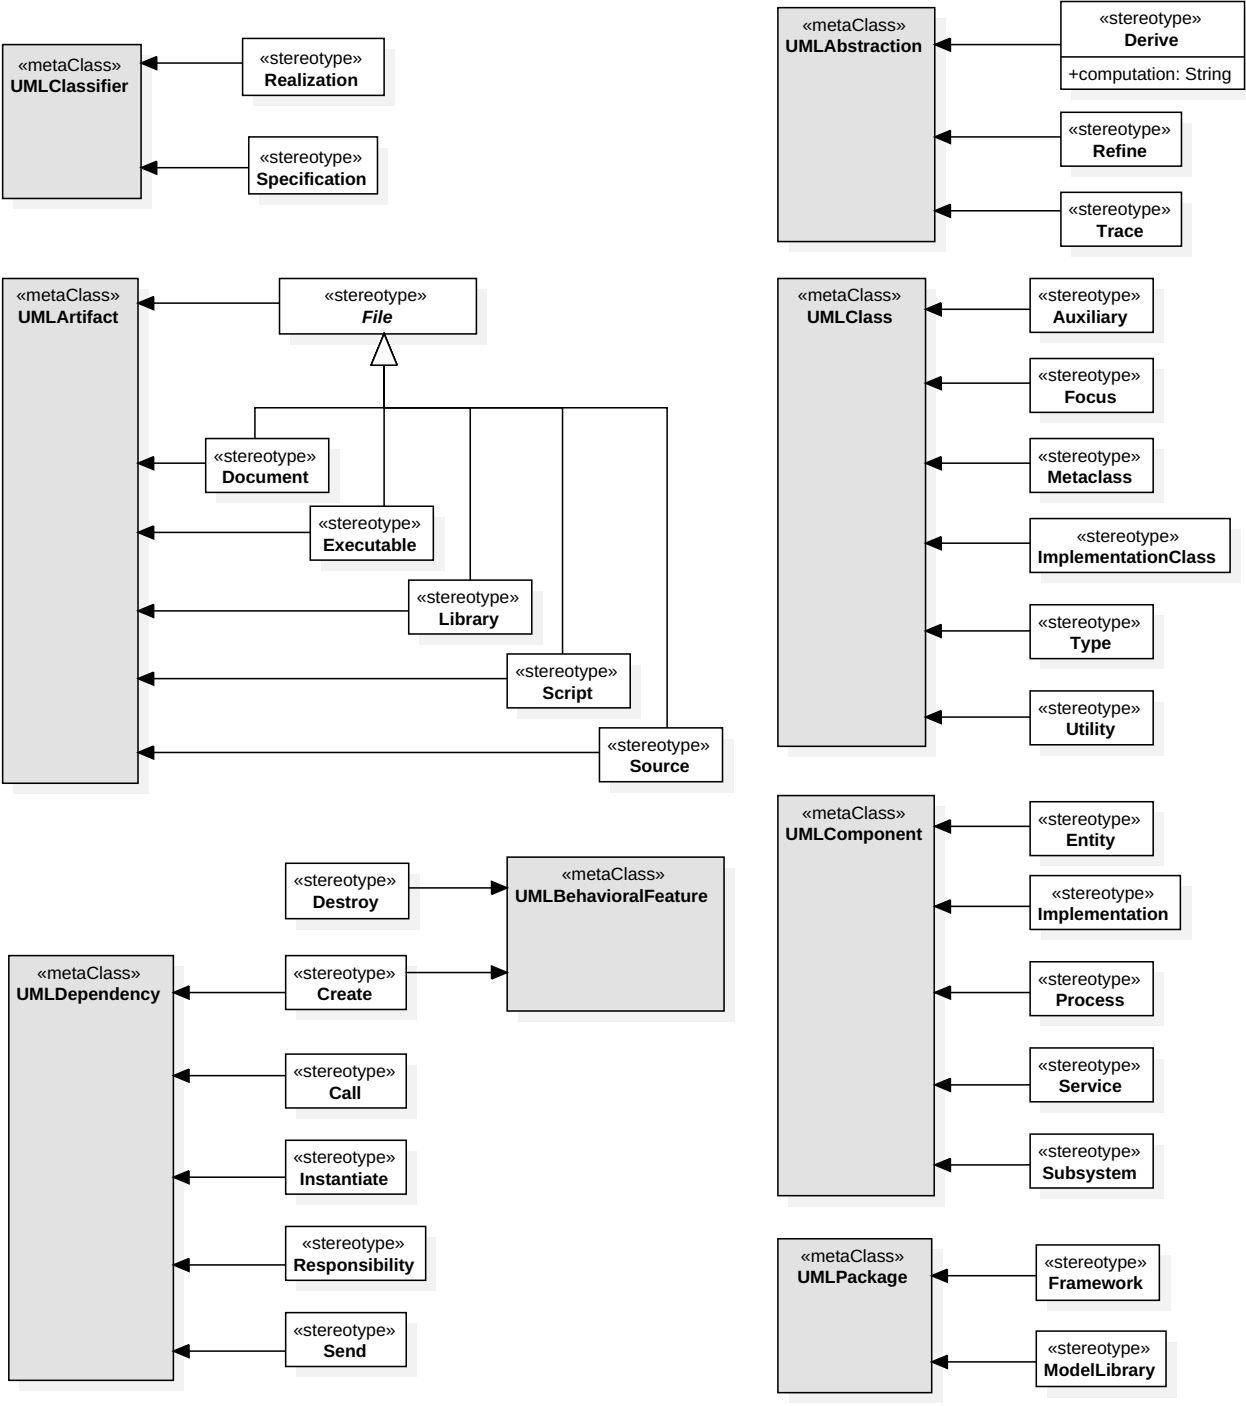 «metaClass»
UMLClassifier
«stereotype»
Realization
«stereotype»
Specification
«metaClass»
UMLAbstraction
«stereotype»
Derive
+computation: String
«stereotype»
Refine
«stereotype»
Trace
«metaClass»
UMLArtifact
«stereotype»
File
«stereotype»
Document
«stereotype»
Executable
«stereotype»
Library
«stereotype»
Script
«stereotype»
Source
«metaClass»
UMLClass
«stereotype»
Auxiliary
«stereotype»
Focus
«stereotype»
Metaclass
«stereotype»
ImplementationClass
«stereotype»
Type
«stereotype»
Utility
«stereotype»
Destroy
«metaClass»
UMLBehavioralFeature
«metaClass»
UMLDependency
«stereotype»
Create
«stereotype»
Call
«stereotype»
Instantiate
«stereotype»
Responsibility
«stereotype»
Send
«metaClass»
UMLComponent
«stereotype»
Entity
«stereotype»
Implementation
«stereotype»
Process
«stereotype»
Service
«stereotype»
Subsystem
«metaClass»
UMLPackage
«stereotype»
Framework
«stereotype»
ModelLibrary